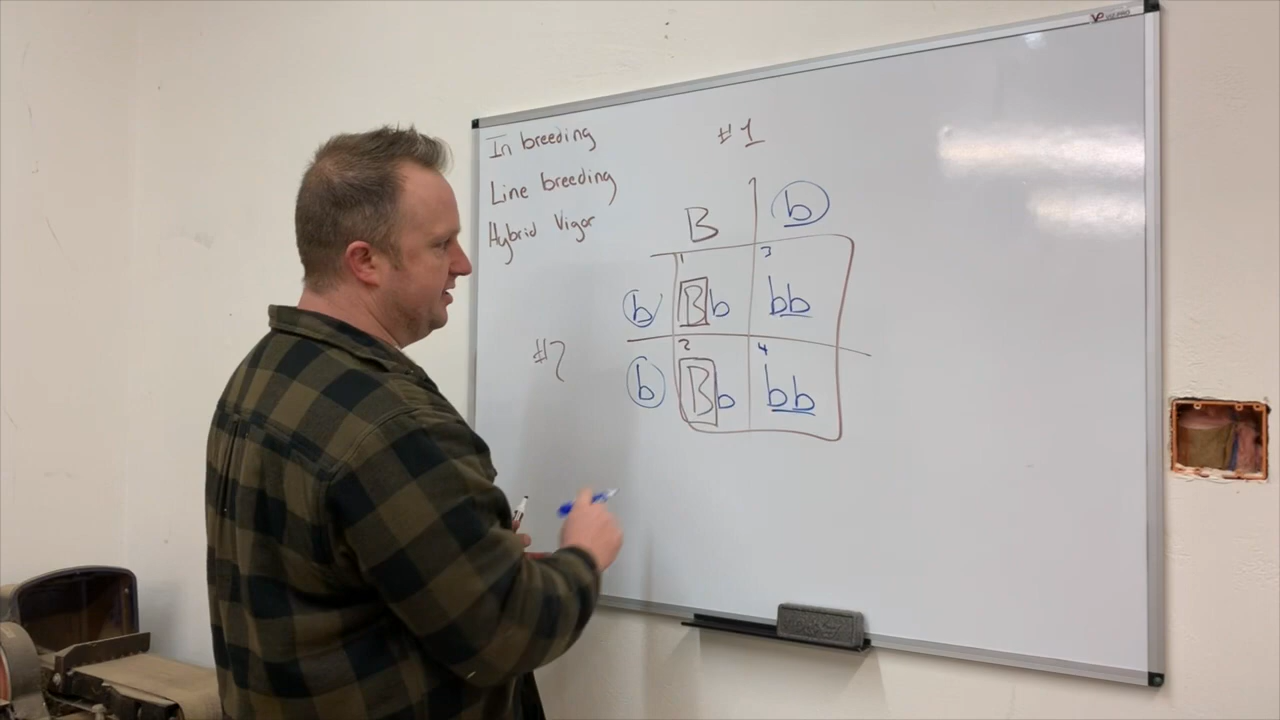 In breeding
Line breeding
Hybrid Vigor
#1
B b
1 3
b Bb bb
#2
2 4
b Bb bb